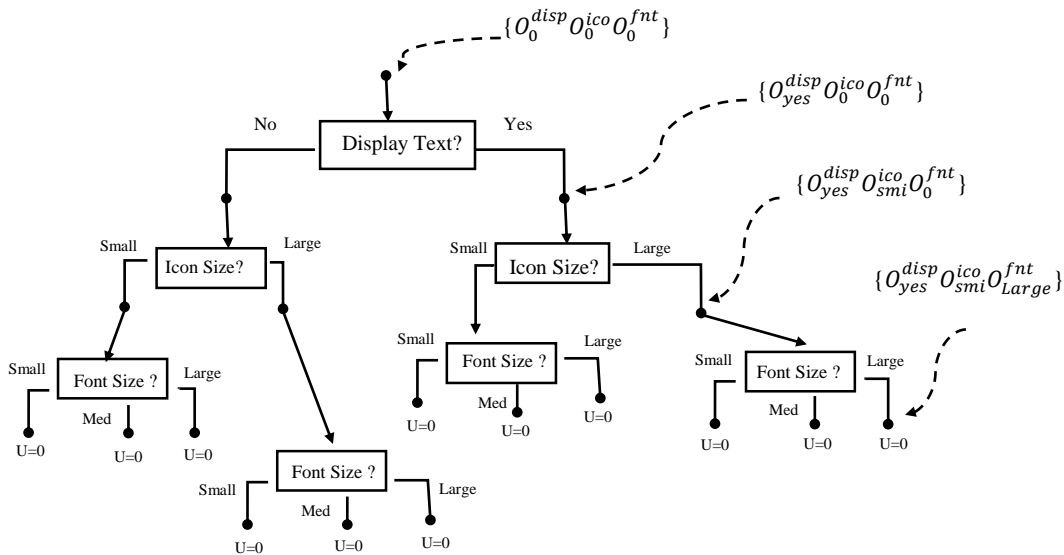 {O_0^{disp} O_0^{ico} O_0^{fnt}}
{O_{yes}^{disp} O_0^{ico} O_0^{fnt}}
No
Yes
Display Text?
{O_{yes}^{disp} O_{smi}^{ico} O_0^{fnt}}
Small
Large
Icon Size?
Small
Large
Icon Size?
{O_{yes}^{disp} O_{smi}^{ico} O_{Large}^{fnt}}
Small
Large
Font Size ?
Med
U=0
U=0
U=0
Small
Large
Font Size ?
Med
U=0
U=0
U=0
Small
Large
Font Size ?
Med
U=0
U=0
U=0
Small
Large
Font Size ?
Med
U=0
U=0
U=0